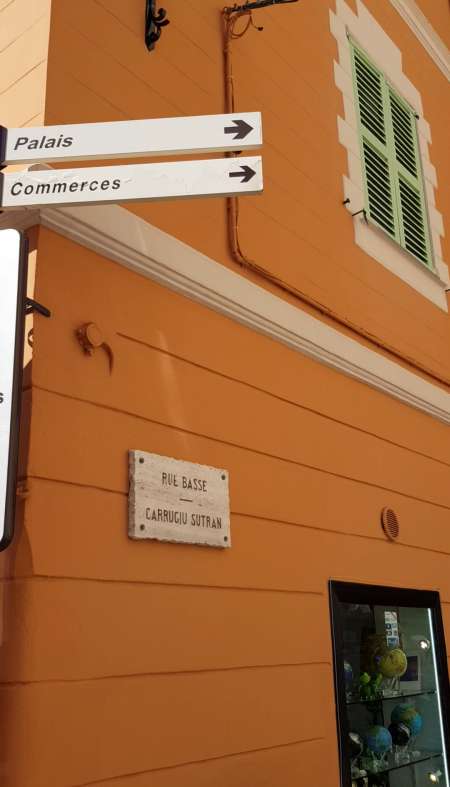 Palais
Commerces
RUE BASSE
CARRUGIU SUTRAN